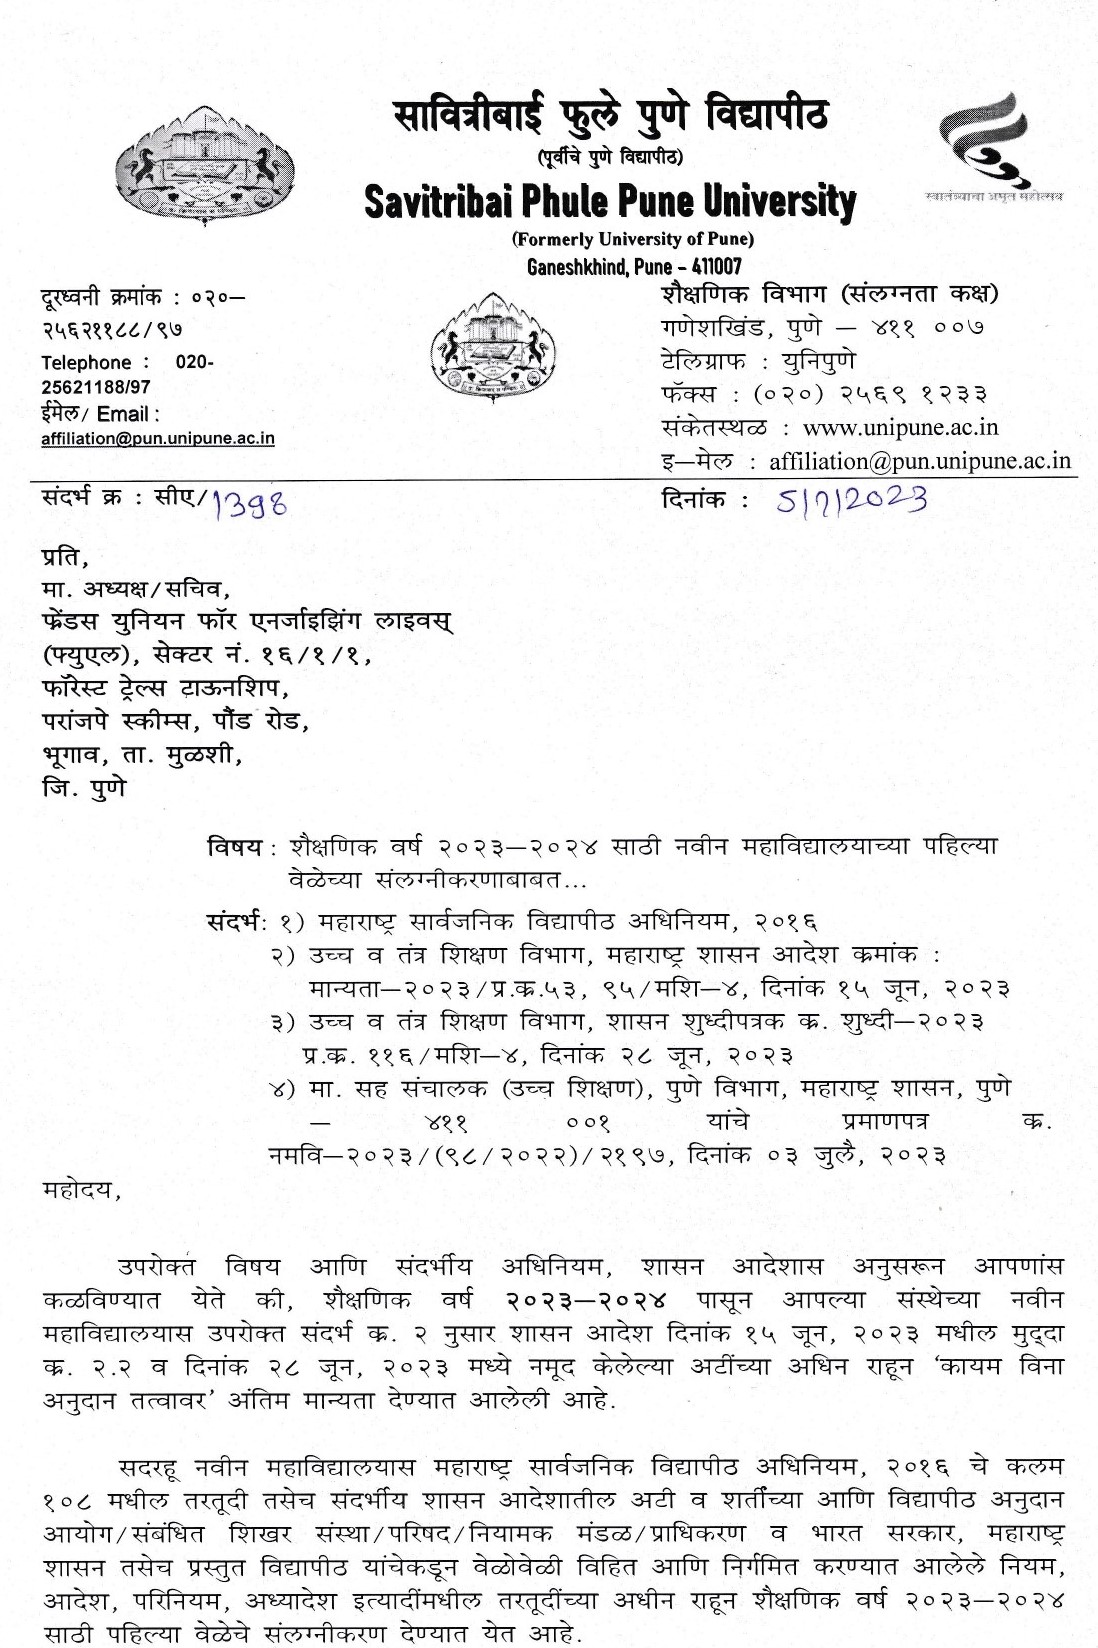 सावित्रीबाई फुले पुणे विद्यापीठ
(पूर्वीचे पुणे विद्यापीठ)
Savitribai Phule Pune University
(Formerly University of Pune)
Ganeshkhind, Pune - 411007
स्वातंत्र्याचा अमृत महोत्सव
दूरध्वनी क्रमांक : ०२०—
२५६२११८८/९७
Telephone : 020-
25621188/97
ईमेल/ Email :
affiliation@pun.unipune.ac.in
शैक्षणिक विभाग (संलग्नता कक्ष)
गणेशखिंड, पुणे — ४११ ००७
टेलिग्राफ : युनिपुणे
फॅक्स : (०२०) २५६९ १२३३
संकेतस्थळ : www.unipune.ac.in
इ—मेल : affiliation@pun.unipune.ac.in
संदर्भ क्र : सीए/1398
दिनांक : 5/7/2023
प्रति,
मा. अध्यक्ष/सचिव,
फ्रेंडस युनियन फॉर एनर्जाइझिंग लाइवस्
(फ्युएल), सेक्टर नं. १६/१/१,
फॉरेस्ट ट्रेल्स टाऊनशिप,
परांजपे स्कीम्स, पौंड रोड,
भूगाव, ता. मुळशी,
जि. पुणे
विषय : शैक्षणिक वर्ष २०२३—२०२४ साठी नवीन महाविद्यालयाच्या पहिल्या
वेळेच्या संलग्नीकरणाबाबत...
संदर्भ: १) महाराष्ट्र सार्वजनिक विद्यापीठ अधिनियम, २०१६
२) उच्च व तंत्र शिक्षण विभाग, महाराष्ट्र शासन आदेश क्रमांक :
मान्यता—२०२३/प्र.क्र.५३, ९५/मशि—४, दिनांक १५ जून, २०२३
३) उच्च व तंत्र शिक्षण विभाग, शासन शुध्दीपत्रक क्र. शुध्दी—२०२३
प्र.क्र. ११६/मशि—४, दिनांक २८ जून, २०२३
४) मा. सह संचालक (उच्च शिक्षण), पुणे विभाग, महाराष्ट्र शासन, पुणे
— ४११ ००१ यांचे प्रमाणपत्र क्र.
नमवि—२०२३/(९८/२०२२)/२१९७, दिनांक ०३ जुलै, २०२३
महोदय,
उपरोक्त विषय आणि संदर्भीय अधिनियम, शासन आदेशास अनुसरून आपणांस
कळविण्यात येते की, शैक्षणिक वर्ष २०२३—२०२४ पासून आपल्या संस्थेच्या नवीन
महाविद्यालयास उपरोक्त संदर्भ क्र. २ नुसार शासन आदेश दिनांक १५ जून, २०२३ मधील मुद्दा
क्र. २.२ व दिनांक २८ जून, २०२३ मध्ये नमूद केलेल्या अटींच्या अधिन राहून ‘कायम विना
अनुदान तत्वावर’ अंतिम मान्यता देण्यात आलेली आहे.
सदरहू नवीन महाविद्यालयास महाराष्ट्र सार्वजनिक विद्यापीठ अधिनियम, २०१६ चे कलम
१०८ मधील तरतूदी तसेच संदर्भीय शासन आदेशातील अटी व शर्तींच्या आणि विद्यापीठ अनुदान
आयोग/संबंधित शिखर संस्था/परिषद/नियामक मंडळ/प्राधिकरण व भारत सरकार, महाराष्ट्र
शासन तसेच प्रस्तुत विद्यापीठ यांचेकडून वेळोवेळी विहित आणि निर्गमित करण्यात आलेले नियम,
आदेश, परिनियम, अध्यादेश इत्यादींमधील तरतूदींच्या अधीन राहून शैक्षणिक वर्ष २०२३—२०२४
साठी पहिल्या वेळेचे संलग्नीकरण देण्यात येत आहे.